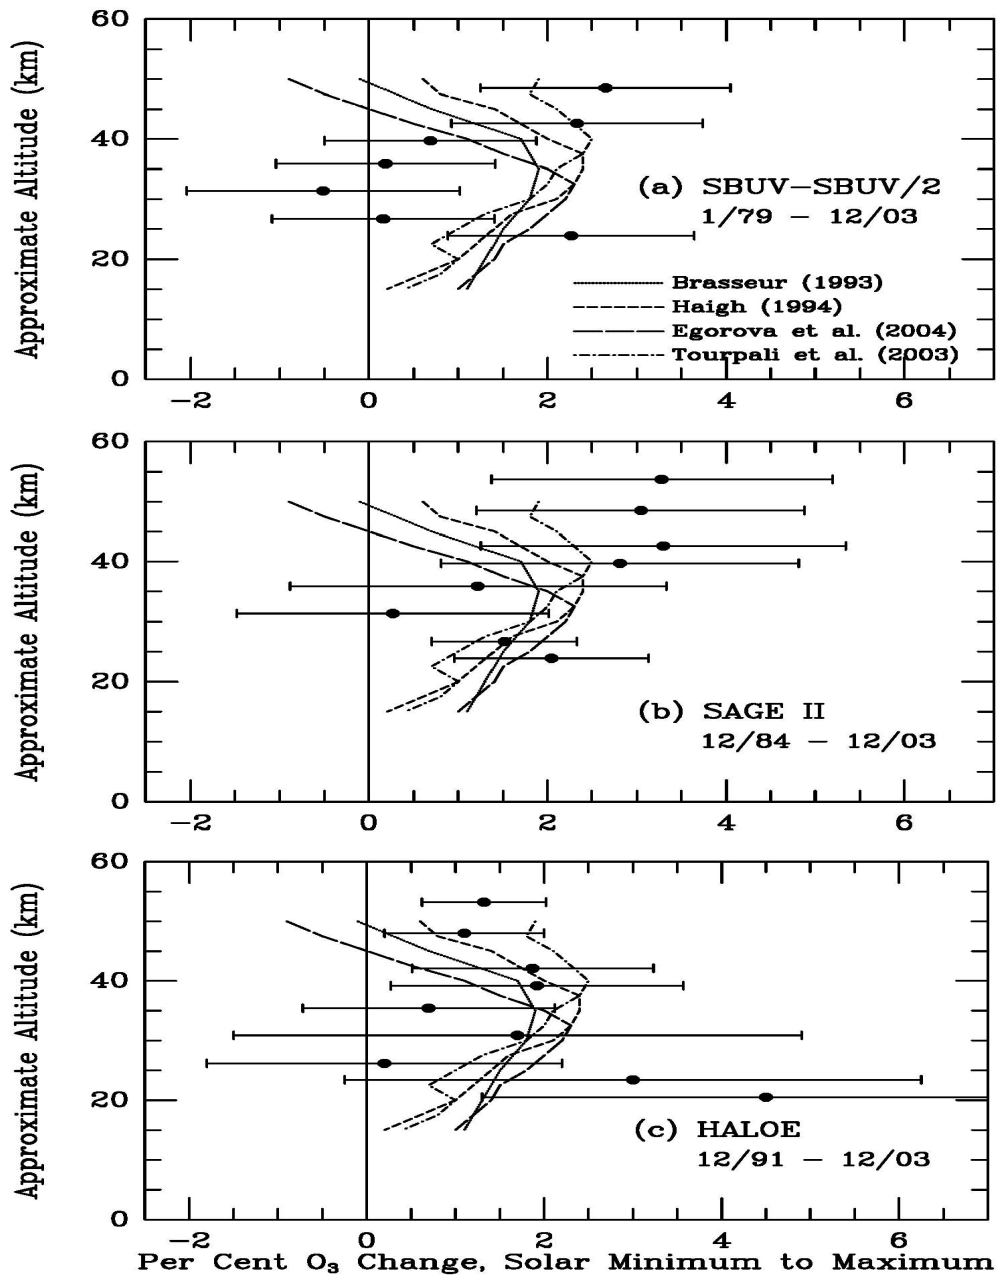 Approximate Altitude (km)
60
40
20
0
(a) SBUV–SBUV/2
1/79 – 12/03
Brasseur (1993)
Haigh (1994)
Egorova et al. (2004)
Tourpali et al. (2003)
–2 0 2 4 6
Approximate Altitude (km)
60
40
20
0
(b) SAGE II
12/84 – 12/03
–2 0 2 4 6
Approximate Altitude (km)
60
40
20
0
(c) HALOE
12/91 – 12/03
–2 0 2 4 6
Per Cent O₃ Change, Solar Minimum to Maximum